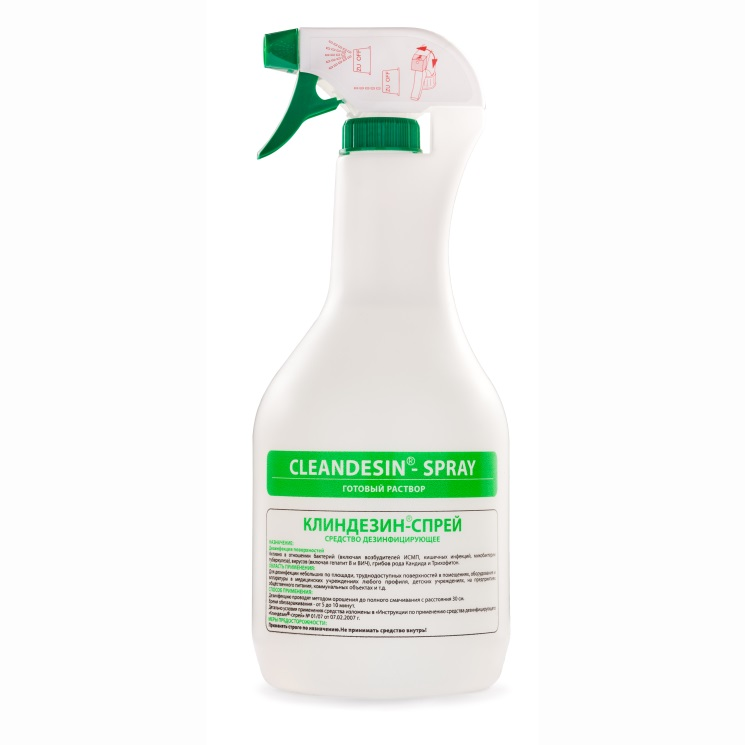 ZU OFF
ZU OFF
CLEANDESIN® - SPRAY
ГОТОВЫЙ РАСТВОР
КЛИНДЕЗИН®-СПРЕЙ
СРЕДСТВО ДЕЗИНФИЦИРУЮЩЕЕ
НАЗНАЧЕНИЕ:
Дезинфекция поверхностей
Активно в отношении бактерий (включая возбудителей ИСМП, кишечных инфекций, микобактерии
туберкулеза), вирусов (включая гепатит В и ВИЧ), грибов рода Кандида и Трихофитон.
ОБЛАСТЬ ПРИМЕНЕНИЯ:
Для дезинфекции небольших по площади, труднодоступных поверхностей в помещениях, оборудования и
аппаратуры в медицинских учреждениях любого профиля, детских учреждениях, на предприятиях
общественного питания, коммунальных объектах и т.д.
СПОСОБ ПРИМЕНЕНИЯ:
Дезинфекцию проводят методом орошения до полного смачивания с расстояния 30 см.
Время обеззараживания - от 5 до 10 минут.
Детально условия применения средства изложены в «Инструкции по применению средства дезинфицирующего
«Клиндезин®-спрей» № 01/07 от 07.02.2007 г.
МЕРЫ ПРЕДОСТОРОЖНОСТИ:
Применять строго по назначению. Не принимать средство внутрь!